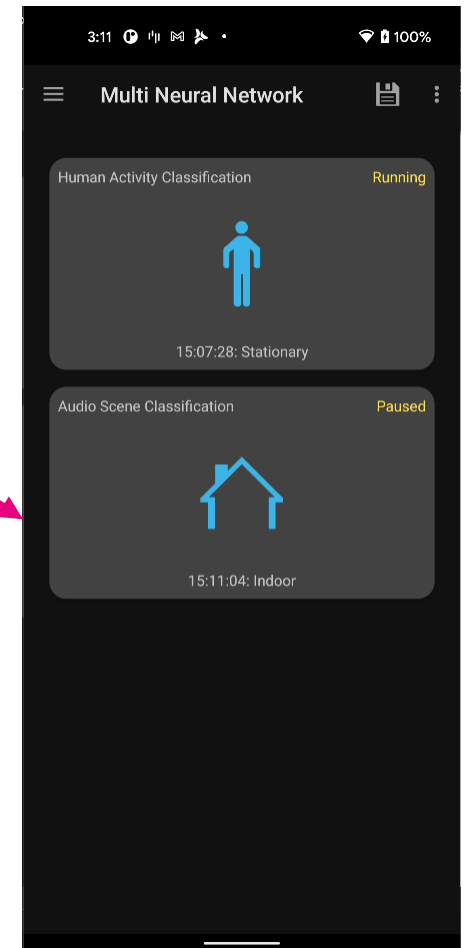 3:11 100%
Multi Neural Network
Human Activity Classification Running
15:07:28: Stationary
Audio Scene Classification Paused
15:11:04: Indoor